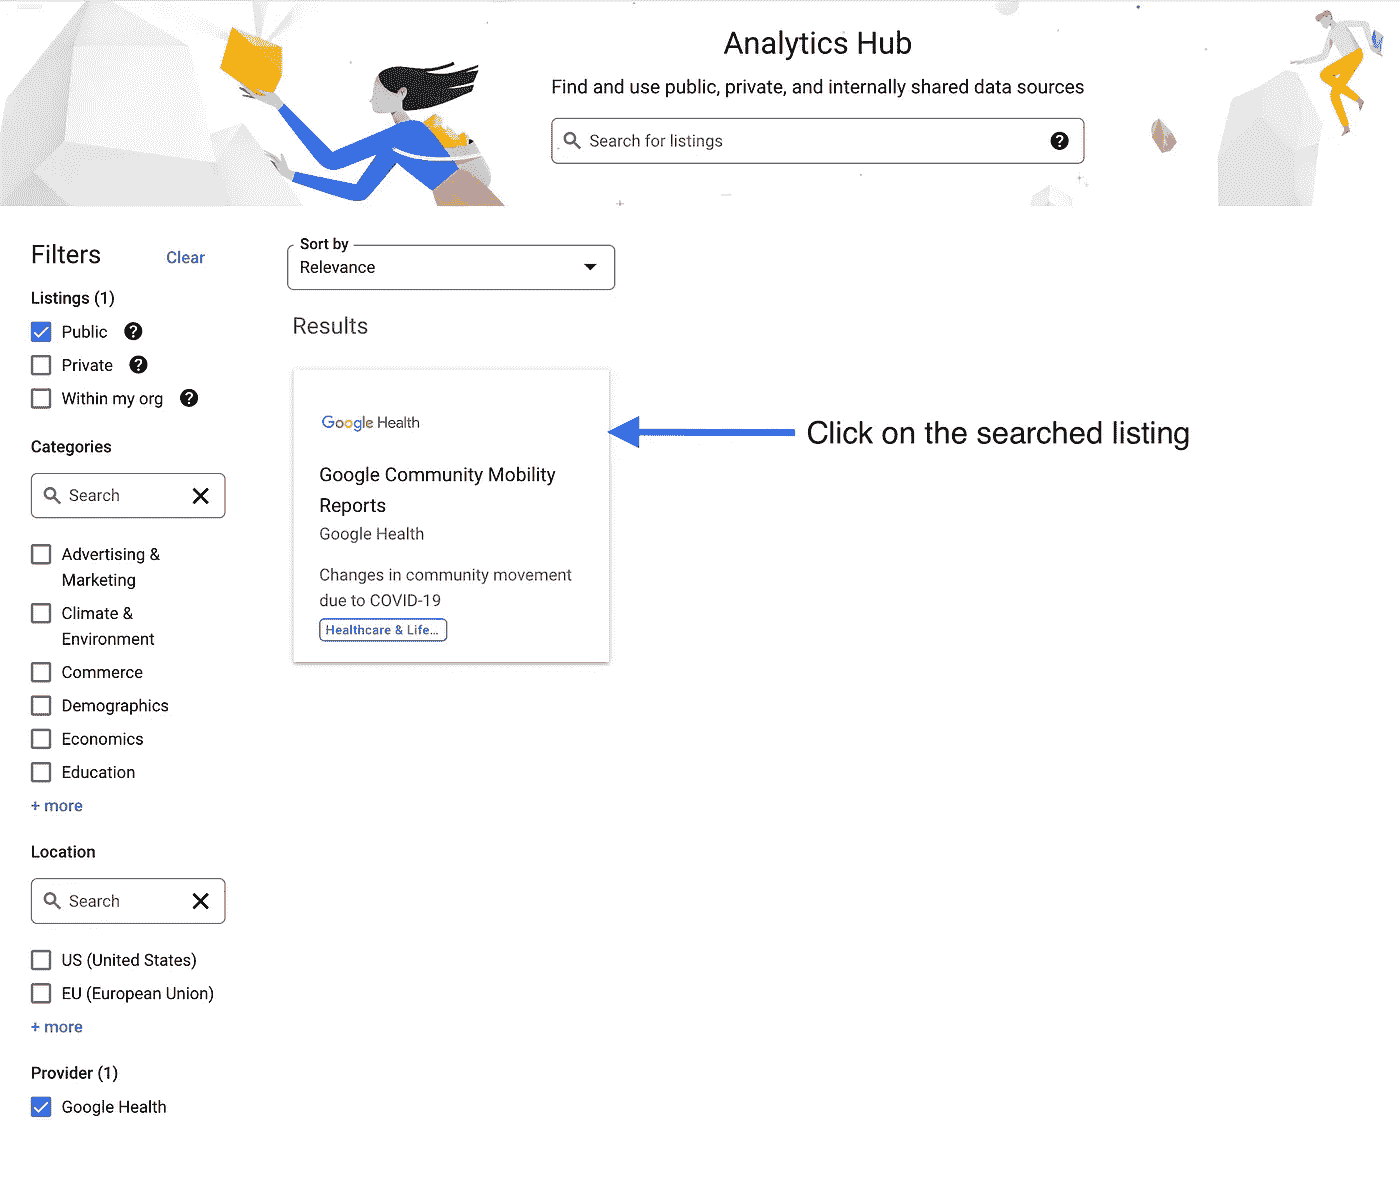 Analytics Hub
Find and use public, private, and internally shared data sources
Search for listings
Filters
Clear
Listings (1)
Public
Private
Within my org
Categories
Search
Advertising &
Marketing
Climate &
Environment
Commerce
Demographics
Economics
Education
+ more
Location
Search
US (United States)
EU (European Union)
+ more
Provider (1)
Google Health
Sort by
Relevance
Results
Google Health
Google Community Mobility
Reports
Google Health
Changes in community movement
due to COVID-19
Healthcare & Life...
Click on the searched listing